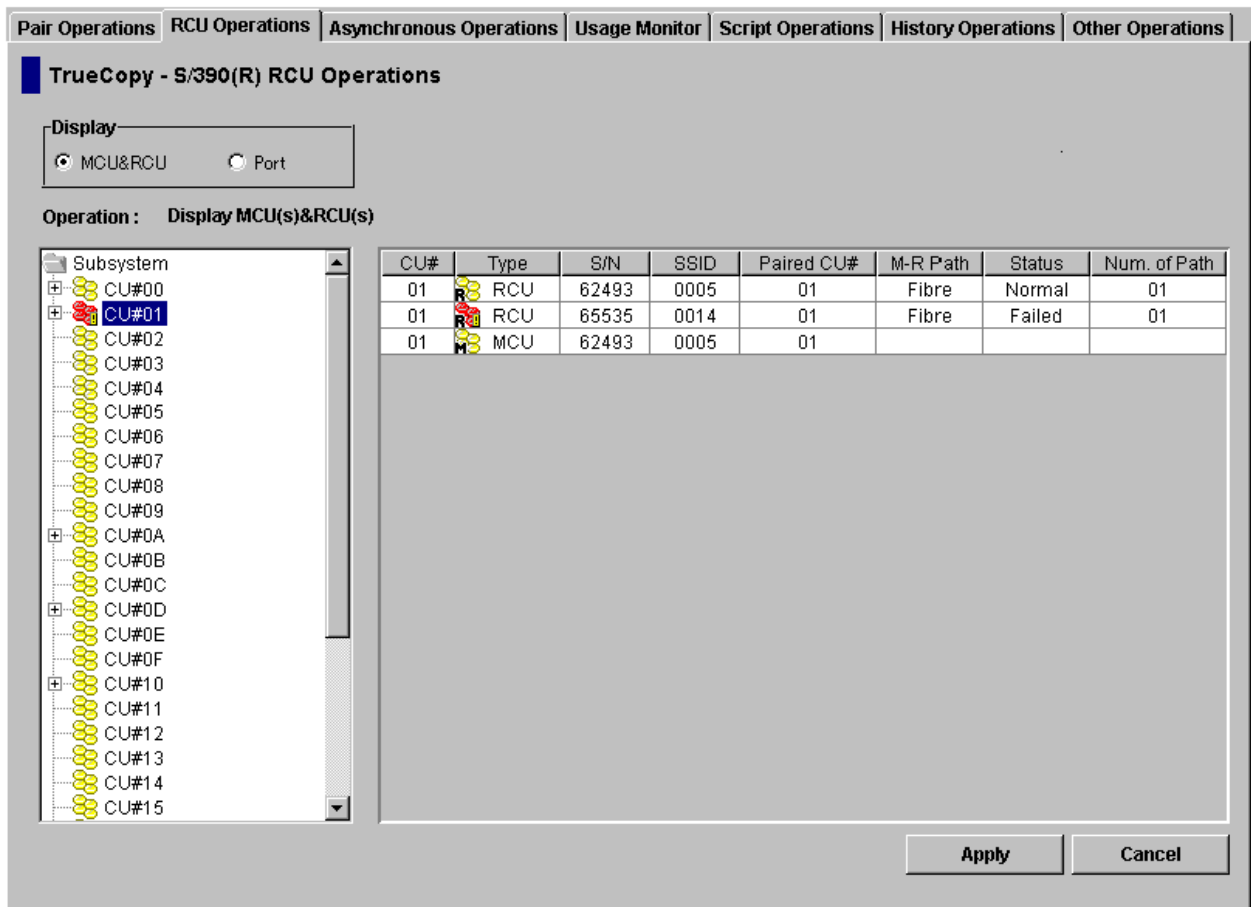 Pair Operations RCU Operations Asynchronous Operations Usage Monitor Script Operations History Operations Other Operations
TrueCopy - S/390(R) RCU Operations
Display
MCU&RCU Port
Operation : Display MCU(s)&RCU(s)
Subsystem
CU#00
CU#01
CU#02
CU#03
CU#04
CU#05
CU#06
CU#07
CU#08
CU#09
CU#0A
CU#0B
CU#0C
CU#0D
CU#0E
CU#0F
CU#10
CU#11
CU#12
CU#13
CU#14
CU#15
CU# Type S/N SSID Paired CU# M-R Path Status Num. of Path
01 R RCU 62493 0005 01 Fibre Normal 01
01 R RCU 65535 0014 01 Fibre Failed 01
01 M MCU 62493 0005 01
Apply Cancel